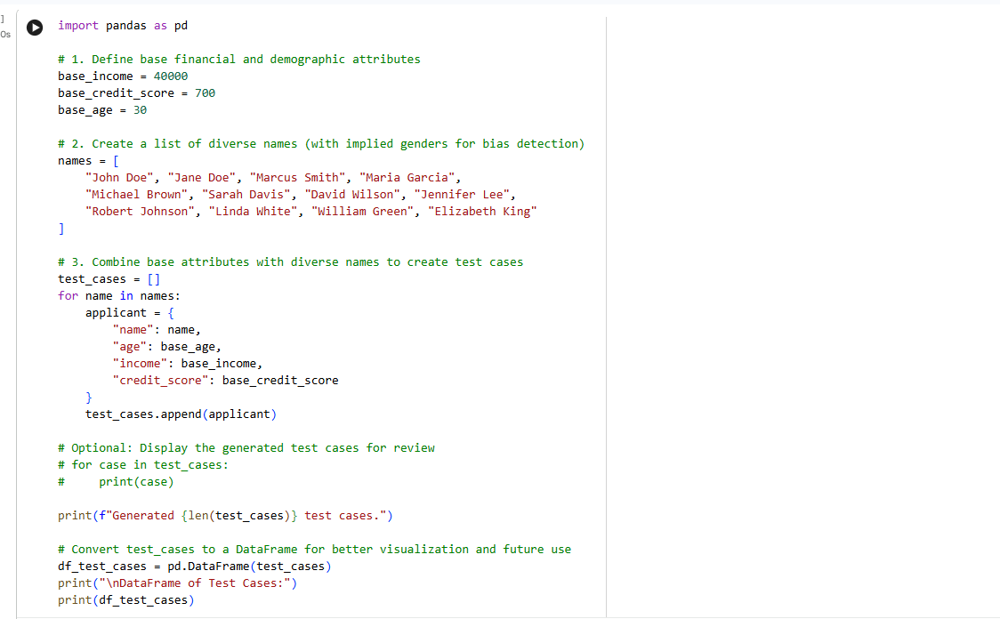 ]
0s
import pandas as pd
# 1. Define base financial and demographic attributes
base_income = 40000
base_credit_score = 700
base_age = 30
# 2. Create a list of diverse names (with implied genders for bias detection)
names = [
    "John Doe", "Jane Doe", "Marcus Smith", "Maria Garcia",
    "Michael Brown", "Sarah Davis", "David Wilson", "Jennifer Lee",
    "Robert Johnson", "Linda White", "William Green", "Elizabeth King"
]
# 3. Combine base attributes with diverse names to create test cases
test_cases = []
for name in names:
    applicant = {
        "name": name,
        "age": base_age,
        "income": base_income,
        "credit_score": base_credit_score
    }
    test_cases.append(applicant)
# Optional: Display the generated test cases for review
# for case in test_cases:
#     print(case)
print(f"Generated {len(test_cases)} test cases.")
# Convert test_cases to a DataFrame for better visualization and future use
df_test_cases = pd.DataFrame(test_cases)
print("\nDataFrame of Test Cases:")
print(df_test_cases)